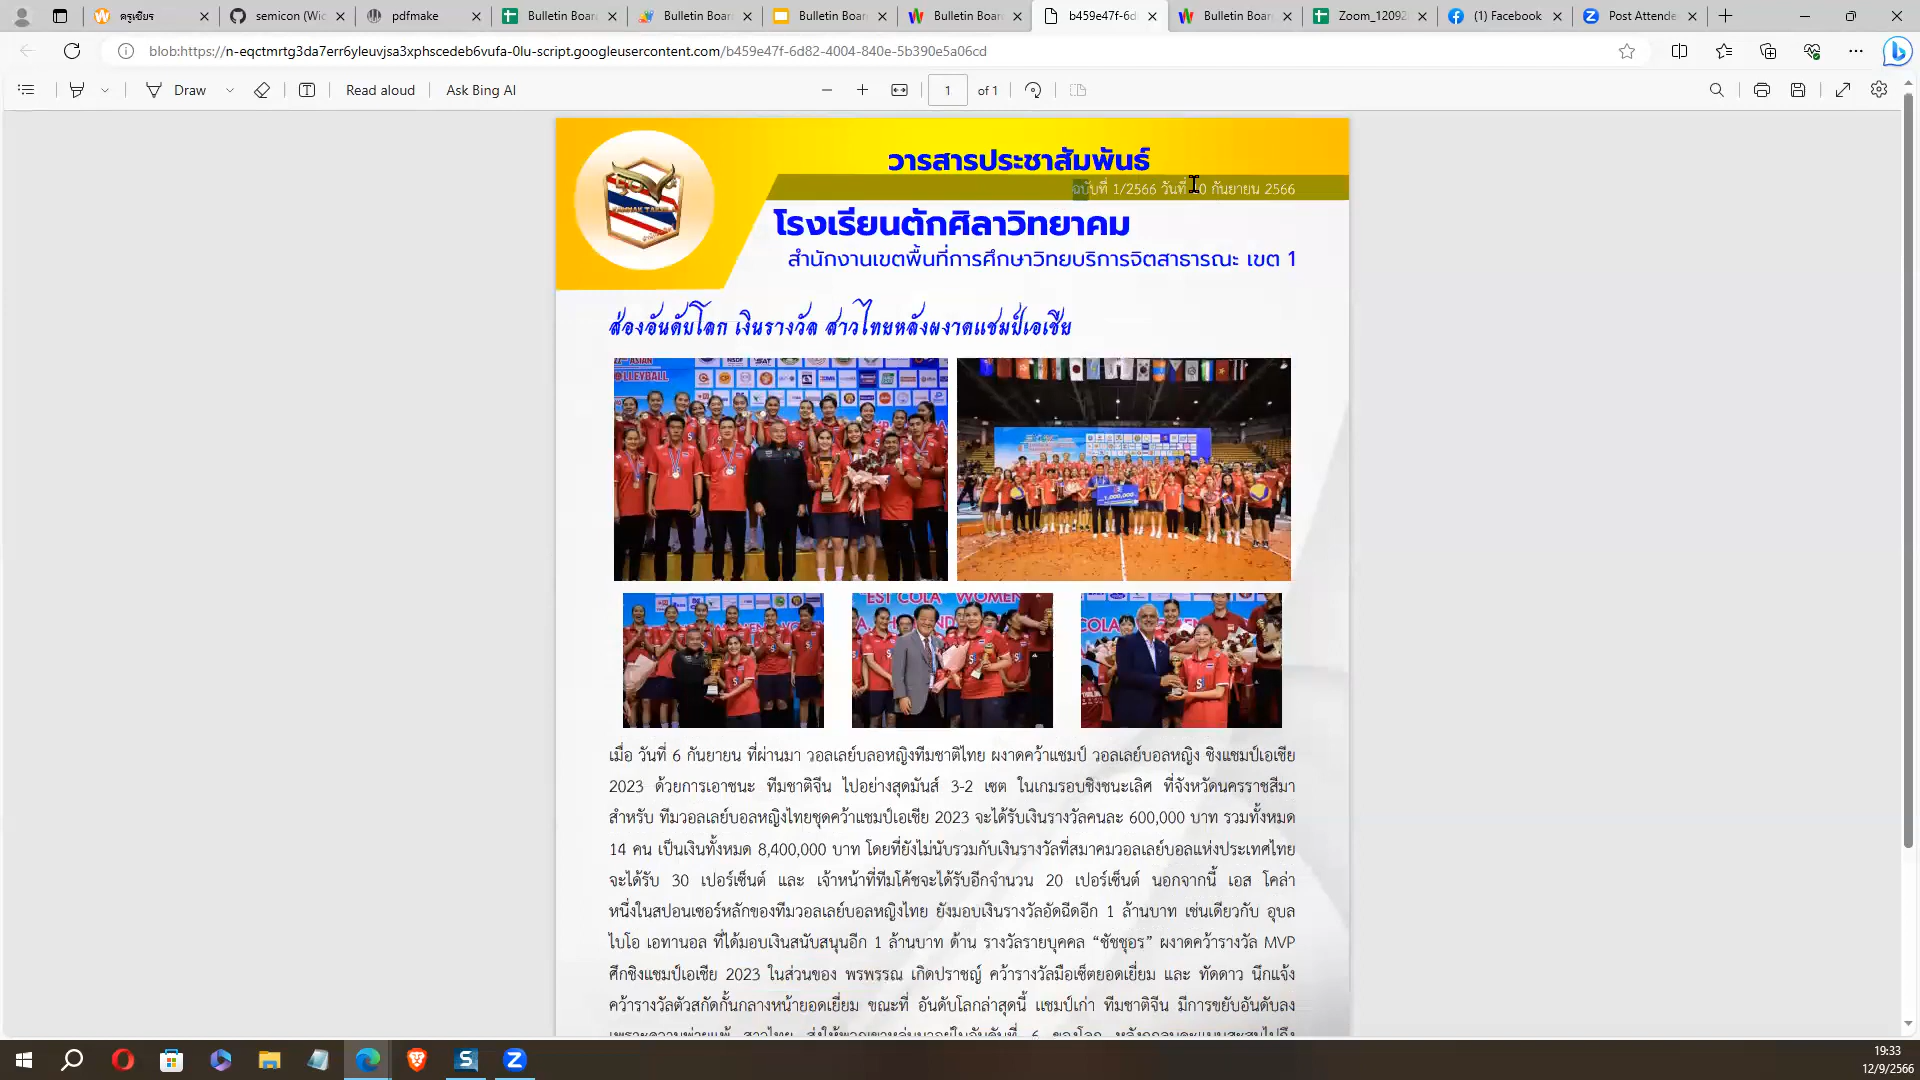 ครูเชียร
semicon (Wic
pdfmake
Bulletin Boar
Bulletin Boar
Bulletin Boar
Bulletin Boar
b459e47f-6d8
Bulletin Boar
Zoom_12092
(1) Facebook
Post Attende
blob:https://n-eqctmrtg3da7err6yleuvjsa3xphscedeb6vufa-0lu-script.googleusercontent.com/b459e47f-6d82-4004-840e-5b390e5a06cd
Draw
Read aloud
Ask Bing AI
1
of 1
วารสารประชาสัมพันธ์
ฉบับที่ 1/2566 วันที่ 10 กันยายน 2566
โรงเรียนตักศิลาวิทยาคม
สำนักงานเขตพื้นที่การศึกษาวิทยบริการจิตสาธารณะ เขต 1
ส่องอันดับโลก เงินรางวัล สาวไทยหลังผงาดแชมป์เอเชีย
เมื่อ วันที่ 6 กันยายน ที่ผ่านมา วอลเลย์บลอหญิงทีมชาติไทย ผงาดคว้าแชมป์ วอลเลย์บอลหญิง ชิงแชมป์เอเชีย
2023 ด้วยการเอาชนะ ทีมชาติจีน ไปอย่างสุดมันส์ 3-2 เซต ในเกมรอบชิงชนะเลิศ ที่จังหวัดนครราชสีมา
สำหรับ ทีมวอลเลย์บอลหญิงไทยชุดคว้าแชมป์เอเชีย 2023 จะได้รับเงินรางวัลคนละ 600,000 บาท รวมทั้งหมด
14 คน เป็นเงินทั้งหมด 8,400,000 บาท โดยที่ยังไม่นับรวมกับเงินรางวัลที่สมาคมวอลเลย์บอลแห่งประเทศไทย
จะได้รับ 30 เปอร์เซ็นต์ และ เจ้าหน้าที่ทีมโค้ชจะได้รับอีกจำนวน 20 เปอร์เซ็นต์ นอกจากนี้ เอส โคล่า
หนึ่งในสปอนเซอร์หลักของทีมวอลเลย์บอลหญิงไทย ยังมอบเงินรางวัลอัดฉีดอีก 1 ล้านบาท เช่นเดียวกับ อุบล
ไบโอ เอทานอล ที่ได้มอบเงินสนับสนุนอีก 1 ล้านบาท ด้าน รางวัลรายบุคคล “ชัชชุอร” ผงาดคว้ารางวัล MVP
ศึกชิงแชมป์เอเชีย 2023 ในส่วนของ พรพรรณ เกิดปราชญ์ คว้ารางวัลมือเซ็ตยอดเยี่ยม และ ทัดดาว นึกแจ้ง
คว้ารางวัลตัวสกัดกั้นกลางหน้ายอดเยี่ยม ขณะที่ อันดับโลกล่าสุดนี้ แชมป์เก่า ทีมชาติจีน มีการขยับอันดับลง
19:33
12/9/2566